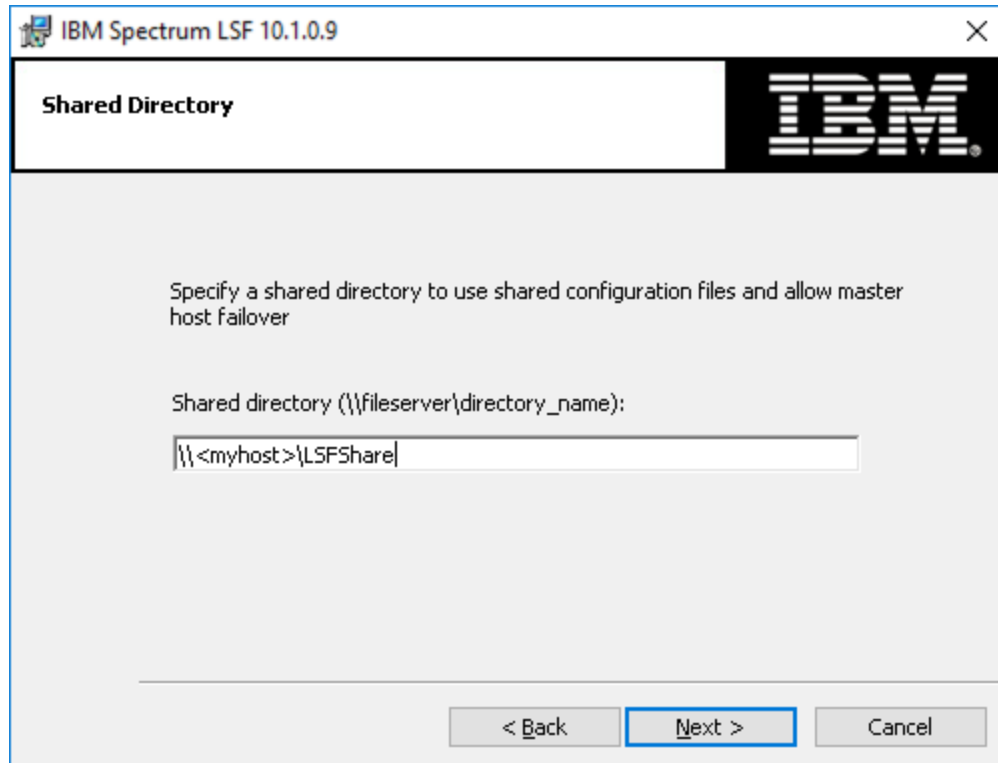 IBM Spectrum LSF 10.1.0.9
Shared Directory
IBM®
Specify a shared directory to use shared configuration files and allow master
host failover
Shared directory (\\fileserver\directory_name):
\\<myhost>\LSFShare
< Back
Next >
Cancel